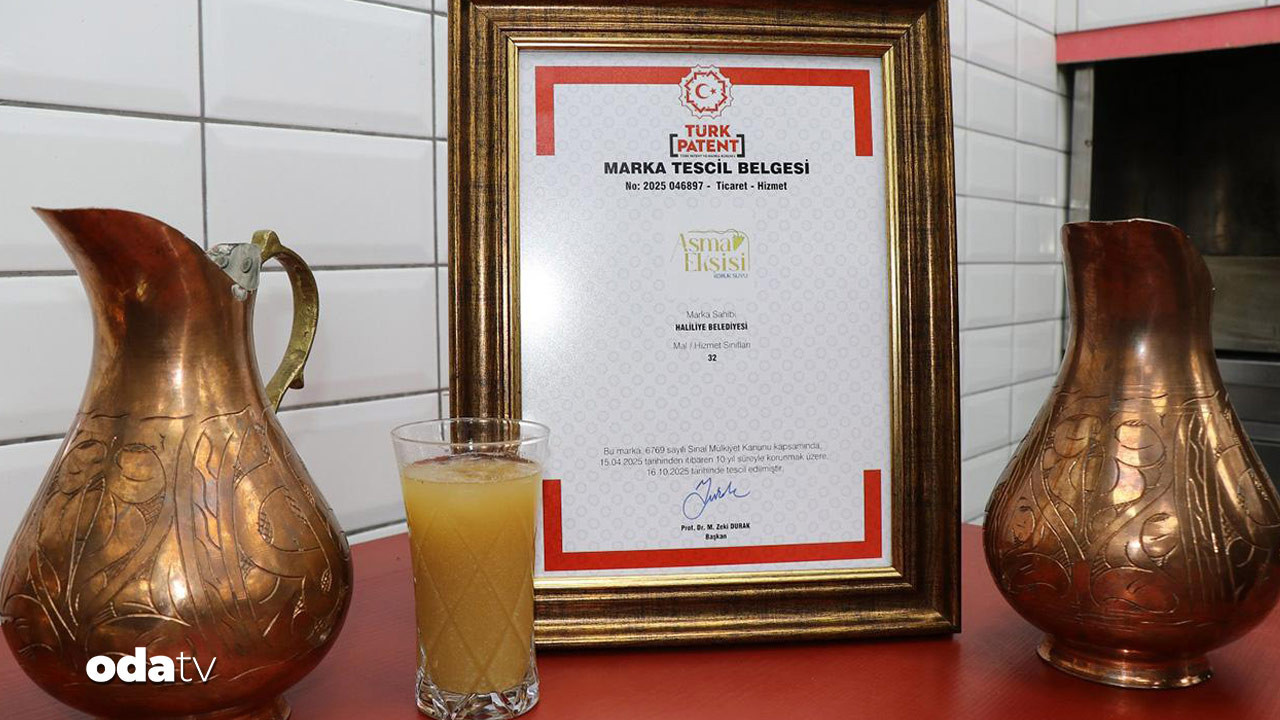 TÜRK
PATENT
MARKA TESCİL BELGESİ
No: 2025 046897 - Ticaret - Hizmet
Asma
Ekşisi
KORUK SUYU
Marka Sahibi
HALİLİYE BELEDİYESİ
Mal / Hizmet Sınıfları
32
Bu marka, 6769 sayılı Sınai Mülkiyet Kanunu kapsamında,
15.04.2025 tarihinden itibaren 10 yıl süreyle korunmak üzere,
16.10.2025 tarihinde tescil edilmiştir.
Prof. Dr. M. Zeki DURAK
Başkan
odatv